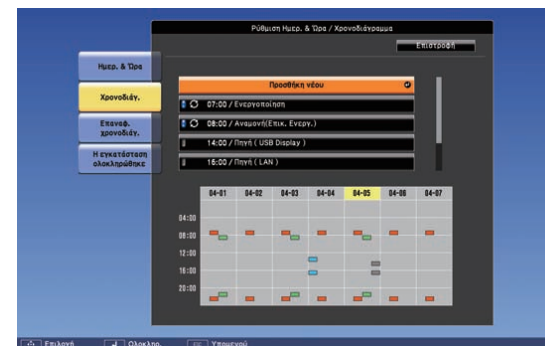 Ρύθμιση Ημερ. & Ώρα / Χρονοδιάγραμμα
Επιστροφή
Ημερ. & Ώρα
Χρονοδιάγ.
Επαναφ.
χρονοδιάγ.
Η εγκατάσταση
ολοκληρώθηκε
Προσθήκη νέου
07:00 / Ενεργοποίηση
08:00 / Αναμονή(Επικ. Ενεργ.)
14:00 / Πηγή ( USB Display )
16:00 / Πηγή ( LAN )
04-01 04-02 04-03 04-04 04-05 04-06 04-07
04:00
08:00
12:00
16:00
20:00
Επιλογή Ολοκληρ. Υπομενού